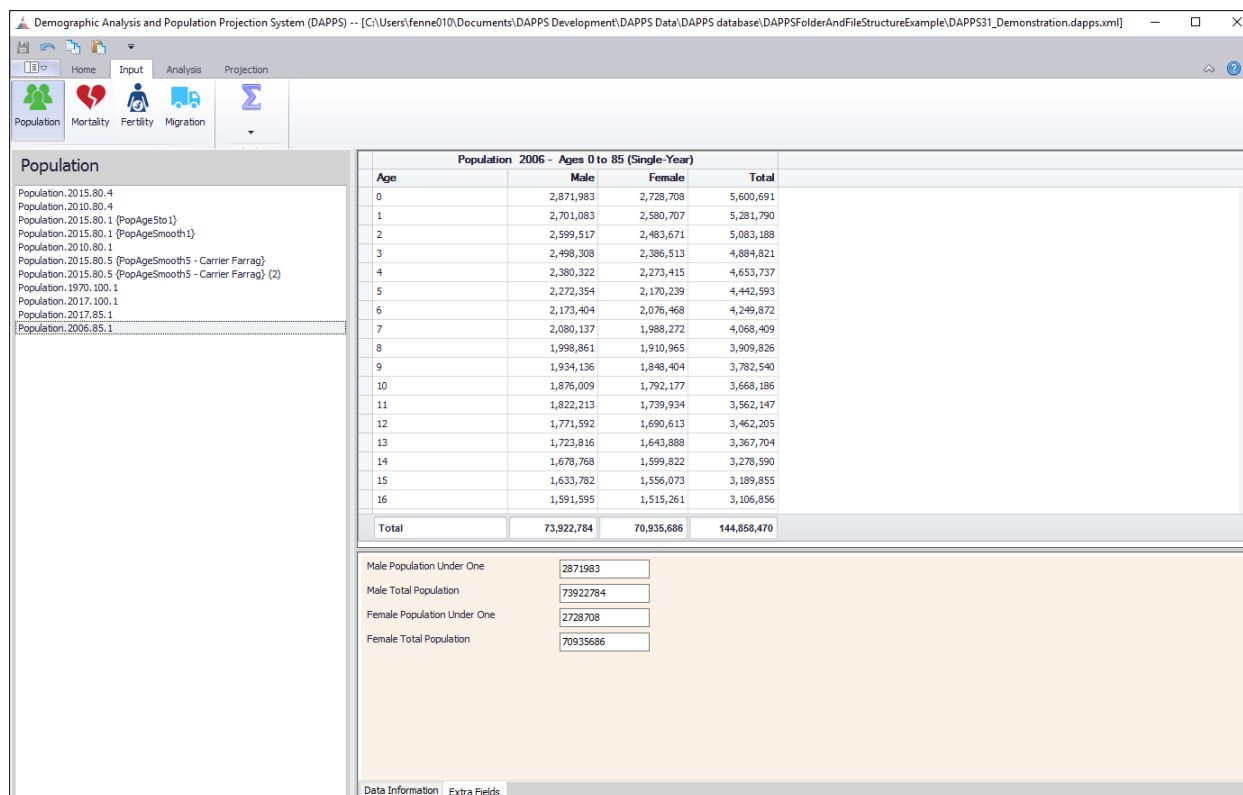 Demographic Analysis and Population Projection System (DAPPS) -- [C:\Users\fenne010\Documents\DAPPS Development\DAPPS Data\DAPPS database\DAPPSFolderAndFileStructureExample\DAPPS31_Demonstration.dapps.xml]
Home Input Analysis Projection
Population Mortality Fertility Migration
Population
Population.2015.80.4
Population.2010.80.4
Population.2015.80.1 {PopAge5to1}
Population.2015.80.1 {PopAgeSmooth1}
Population.2010.80.1
Population.2015.80.5 {PopAgeSmooth5 - Carrier Farrag}
Population.2015.80.5 {PopAgeSmooth5 - Carrier Farrag} (2)
Population.1970.100.1
Population.2017.100.1
Population.2017.85.1
Population.2006.85.1
Population 2006 - Ages 0 to 85 (Single-Year)
Age Male Female Total
0 2,871,983 2,728,708 5,600,691
1 2,701,083 2,580,707 5,281,790
2 2,599,517 2,483,671 5,083,188
3 2,498,308 2,386,513 4,884,821
4 2,380,322 2,273,415 4,653,737
5 2,272,354 2,170,239 4,442,593
6 2,173,404 2,076,468 4,249,872
7 2,080,137 1,988,272 4,068,409
8 1,998,861 1,910,965 3,909,826
9 1,934,136 1,848,404 3,782,540
10 1,876,009 1,792,177 3,668,186
11 1,822,213 1,739,934 3,562,147
12 1,771,592 1,690,613 3,462,205
13 1,723,816 1,643,888 3,367,704
14 1,678,768 1,599,822 3,278,590
15 1,633,782 1,556,073 3,189,855
16 1,591,595 1,515,261 3,106,856
Total 73,922,784 70,935,686 144,858,470
Male Population Under One 2871983
Male Total Population 73922784
Female Population Under One 2728708
Female Total Population 70935686
Data Information Extra Fields